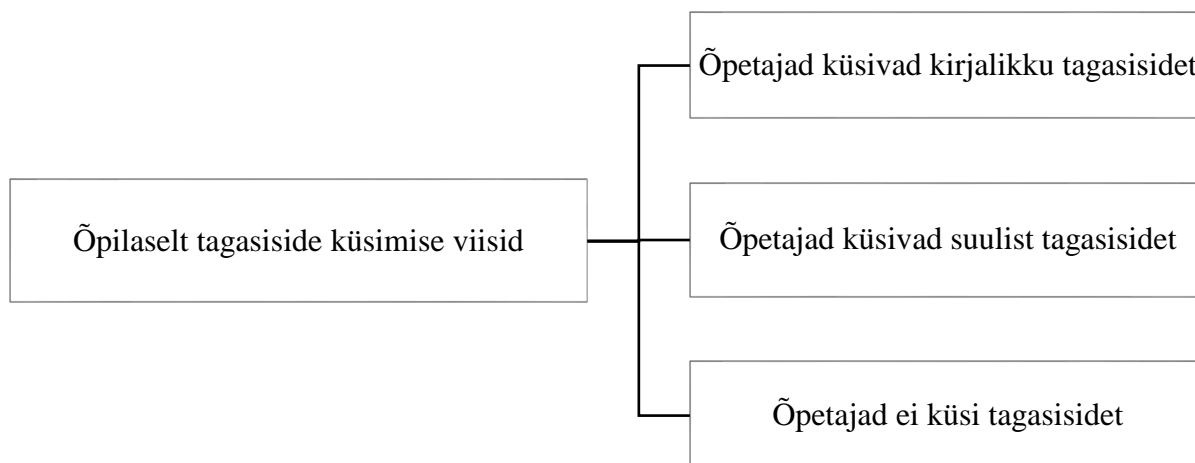 Õpetajad küsivad kirjalikku tagasisidet
Õpilaselt tagasiside küsimise viisid
Õpetajad küsivad suulist tagasisidet
Õpetajad ei küsi tagasisidet